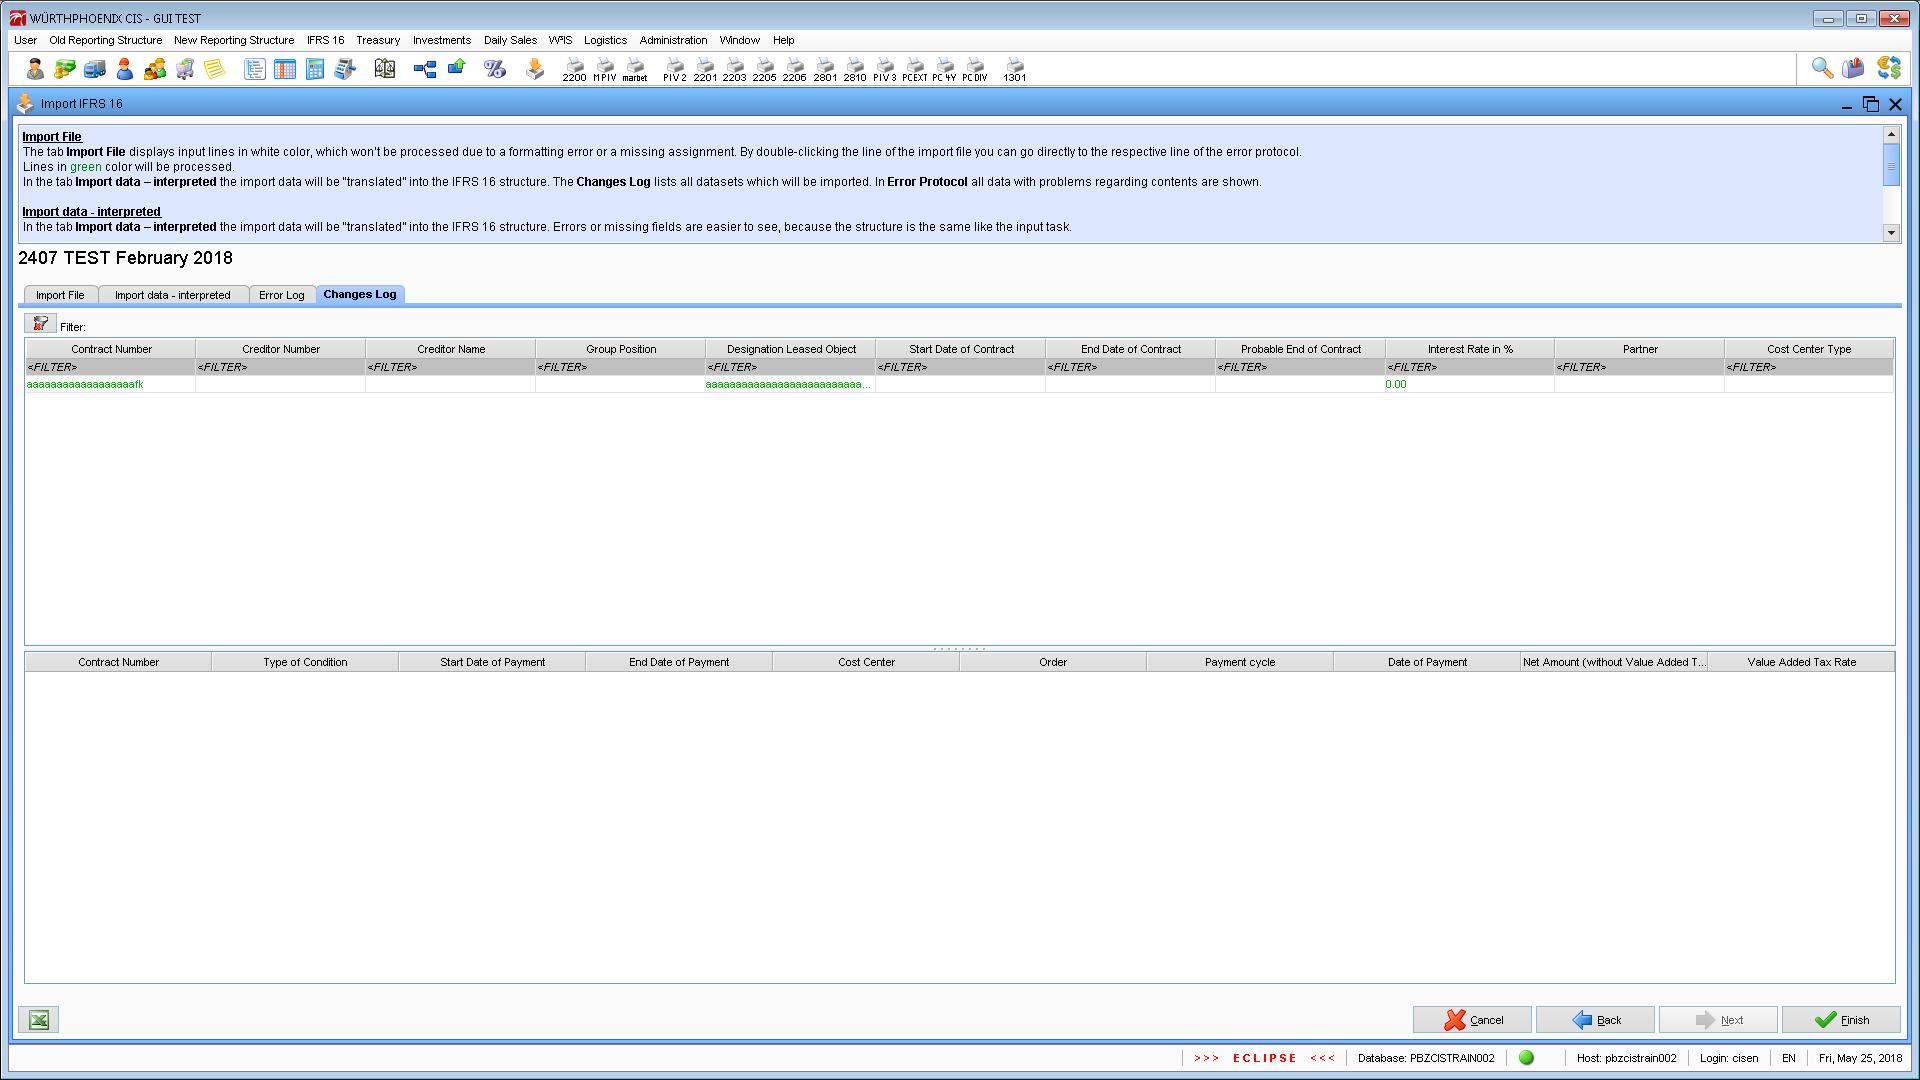 WÜRTHPHOENIX CIS - GUI TEST
User Old Reporting Structure New Reporting Structure IFRS 16 Treasury Investments Daily Sales W²IS Logistics Administration Window Help
2200 M PIV market PIV 2 2201 2203 2205 2206 2801 2810 PIV 3 PC EXT PC 4Y PC DIV 1301
Import IFRS 16
Import File
The tab Import File displays input lines in white color, which won't be processed due to a formatting error or a missing assignment. By double-clicking the line of the import file you can go directly to the respective line of the error protocol.
Lines in green color will be processed.
In the tab Import data – interpreted the import data will be "translated" into the IFRS 16 structure. The Changes Log lists all datasets which will be imported. In Error Protocol all data with problems regarding contents are shown.
Import data - interpreted
In the tab Import data – interpreted the import data will be "translated" into the IFRS 16 structure. Errors or missing fields are easier to see, because the structure is the same like the input task.
2407 TEST February 2018
Import File Import data - interpreted Error Log Changes Log
Filter:
Contract Number Creditor Number Creditor Name Group Position Designation Leased Object Start Date of Contract End Date of Contract Probable End of Contract Interest Rate in % Partner Cost Center Type
<FILTER> <FILTER> <FILTER> <FILTER> <FILTER> <FILTER> <FILTER> <FILTER> <FILTER> <FILTER> <FILTER>
aaaaaaaaaaaaaaaaaafk aaaaaaaaaaaaaaaaaaaaaaaaaa... 0.00
Contract Number Type of Condition Start Date of Payment End Date of Payment Cost Center Order Payment cycle Date of Payment Net Amount (without Value Added T... Value Added Tax Rate
Cancel Back Next Finish
>>> ECLIPSE <<< Database: PBZCISTRAIN002 Host: pbzcistrain002 Login: cisen EN Fri, May 25, 2018